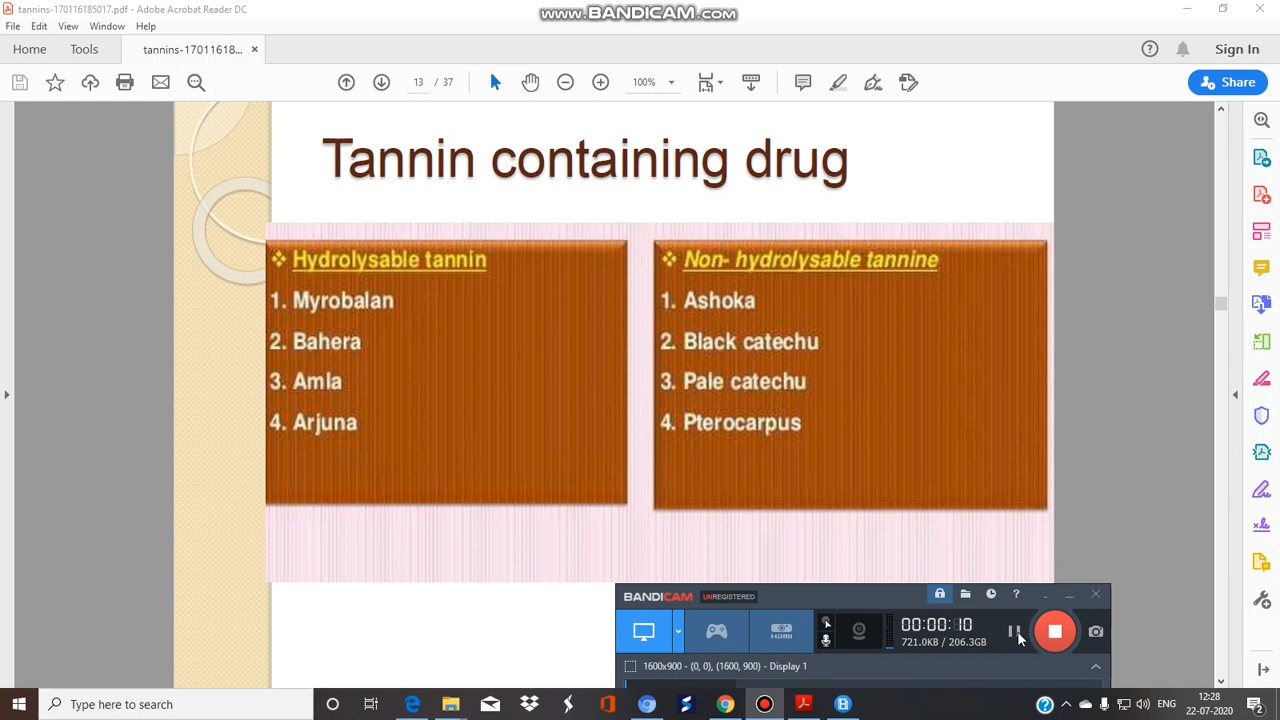 tannins-170116185017.pdf - Adobe Acrobat Reader DC
www.BANDICAM.com
File Edit View Window Help
Home Tools tannins-17011618... ×
Sign In
13 / 37
100%
Share
Tannin containing drug
❖ Hydrolysable tannin
1. Myrobalan
2. Bahera
3. Amla
4. Arjuna
❖ Non- hydrolysable tannine
1. Ashoka
2. Black catechu
3. Pale catechu
4. Pterocarpus
BANDICAM UNREGISTERED
HDMI
00:00:10
721.0KB / 206.3GB
1600x900 - (0, 0), (1600, 900) - Display 1
Type here to search
ENG
12:28
22-07-2020
2